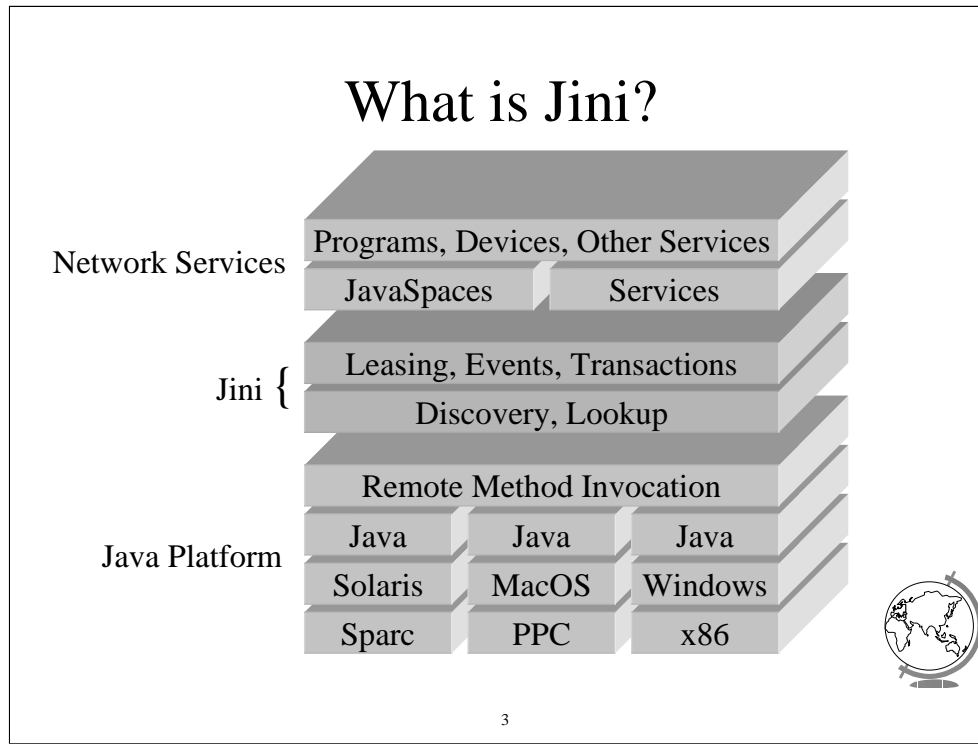 What is Jini?
Programs, Devices, Other Services
Network Services
JavaSpaces Services
Leasing, Events, Transactions
Jini {
Discovery, Lookup
Remote Method Invocation
Java Java Java
Java Platform
Solaris MacOS Windows
Sparc PPC x86
3